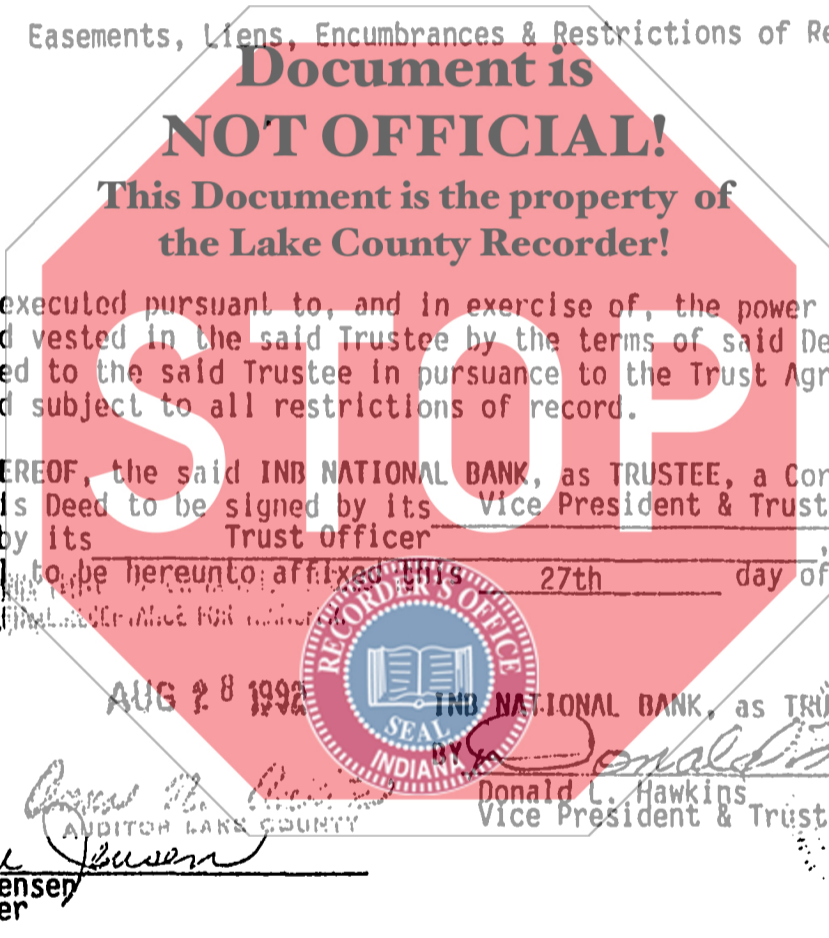 Easements, Liens, Encumbrances & Restrictions of Re
Document is
NOT OFFICIAL!
This Document is the property of
the Lake County Recorder!
STOP
executed pursuant to, and in exercise of, the power
d vested in the said Trustee by the terms of said De
ed to the said Trustee in pursuance to the Trust Agr
d subject to all restrictions of record.
EREOF, the said INB NATIONAL BANK, as TRUSTEE, a Cor
is Deed to be signed by its Vice President & Trust
by its Trust Officer ,
to be hereunto affixed this 27th day of
RECORDER'S OFFICE
SEAL
INDIANA
AUG 28 1992
INB NATIONAL BANK, as TRU
BY Donald
Donald L. Hawkins
Vice President & Trust
AUDITOR LAKE COUNTY
Jensen
ensen
er